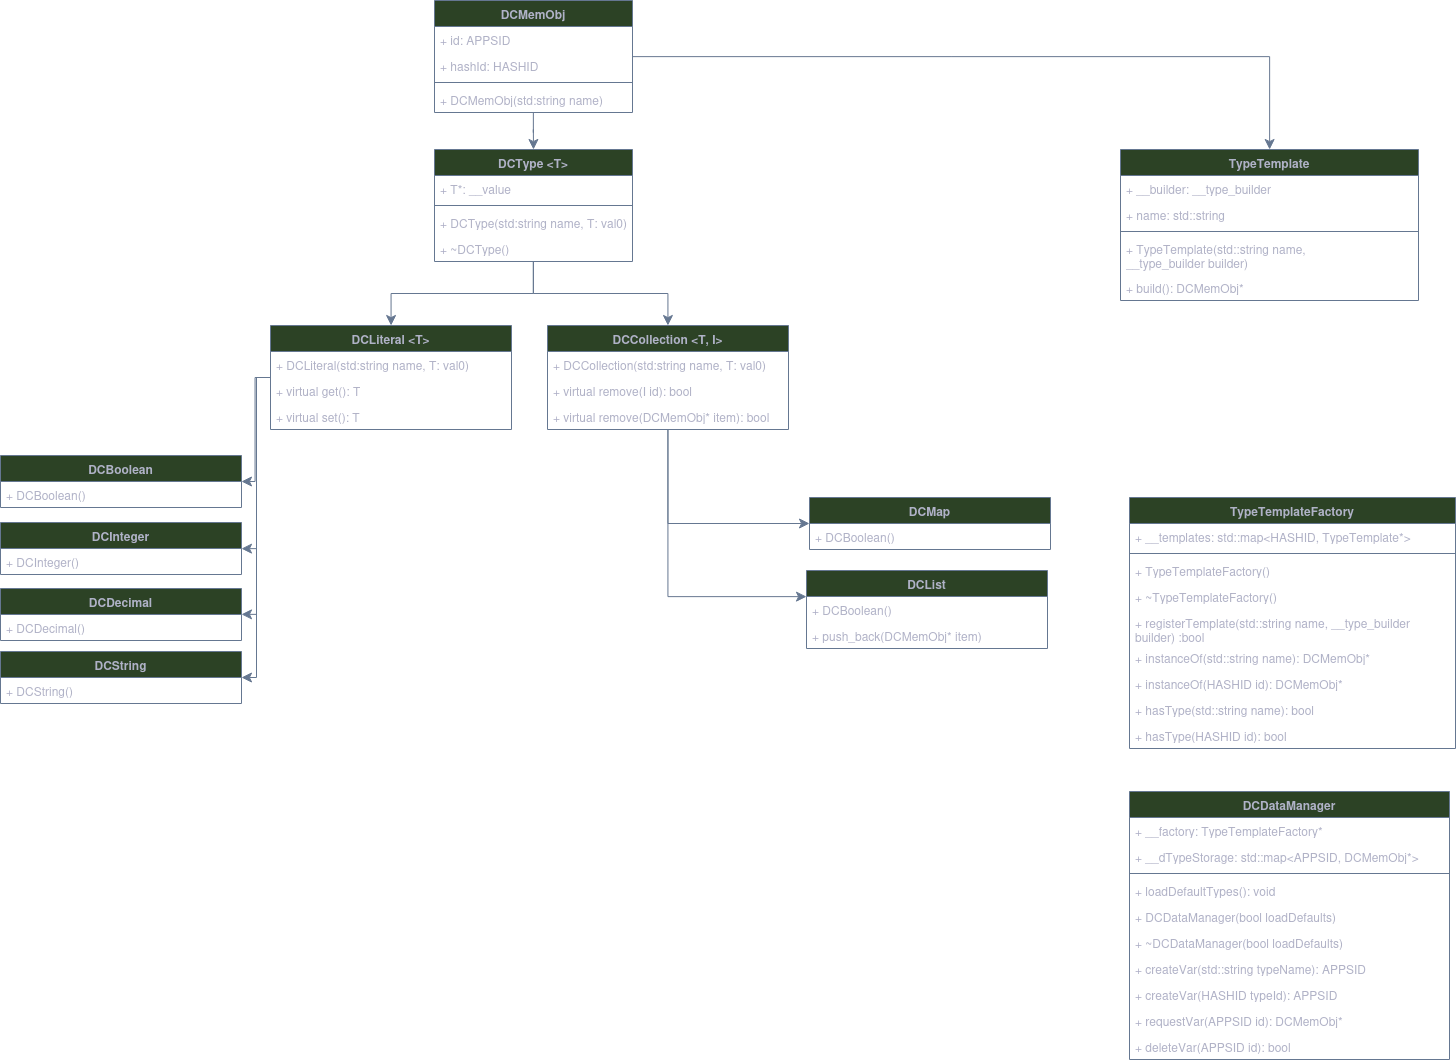 DCMemObj
+ id: APPSID
+ hashId: HASHID
+ DCMemObj(std:string name)
DCType <T>
+ T*: __value
+ DCType(std:string name, T: val0)
+ ~DCType()
TypeTemplate
+ __builder: __type_builder
+ name: std::string
+ TypeTemplate(std::string name,
__type_builder builder)
+ build(): DCMemObj*
DCLiteral <T>
+ DCLiteral(std:string name, T: val0)
+ virtual get(): T
+ virtual set(): T
DCCollection <T, I>
+ DCCollection(std:string name, T: val0)
+ virtual remove(I id): bool
+ virtual remove(DCMemObj* item): bool
DCBoolean
+ DCBoolean()
DCInteger
+ DCInteger()
DCDecimal
+ DCDecimal()
DCString
+ DCString()
DCMap
+ DCBoolean()
DCList
+ DCBoolean()
+ push_back(DCMemObj* item)
TypeTemplateFactory
+ __templates: std::map<HASHID, TypeTemplate*>
+ TypeTemplateFactory()
+ ~TypeTemplateFactory()
+ registerTemplate(std::string name, __type_builder
builder) :bool
+ instanceOf(std::string name): DCMemObj*
+ instanceOf(HASHID id): DCMemObj*
+ hasType(std::string name): bool
+ hasType(HASHID id): bool
DCDataManager
+ __factory: TypeTemplateFactory*
+ __dTypeStorage: std::map<APPSID, DCMemObj*>
+ loadDefaultTypes(): void
+ DCDataManager(bool loadDefaults)
+ ~DCDataManager(bool loadDefaults)
+ createVar(std::string typeName): APPSID
+ createVar(HASHID typeId): APPSID
+ requestVar(APPSID id): DCMemObj*
+ deleteVar(APPSID id): bool